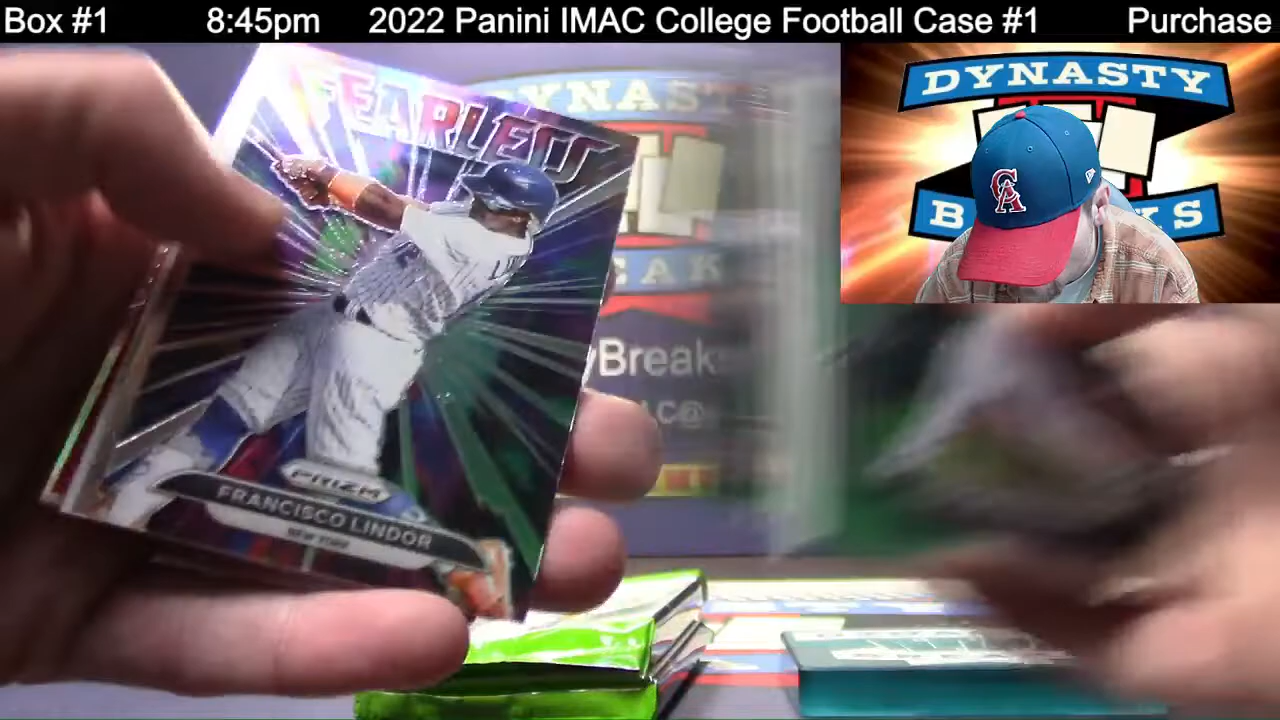 Box #1 8:45pm 2022 Panini IMAC College Football Case #1 Purchase
DYNASTY
CA
FEARLESS
PRIZM
FRANCISCO LINDOR
NEW YORK
yBreak